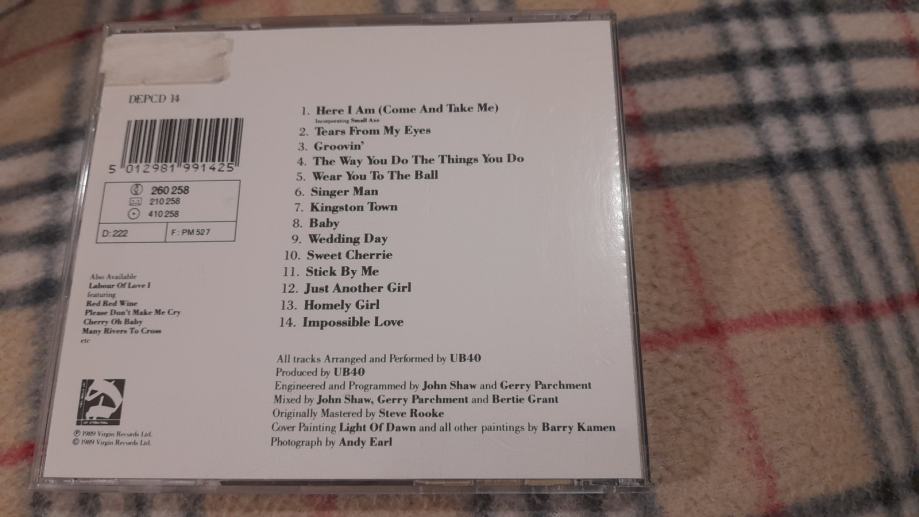 DEPCD 14
5 012981 991425
260 258
210 258
410 258
D: 222 F: PM 527
Also Available
Labour Of Love I
featuring
Red Red Wine
Please Don't Make Me Cry
Cherry Oh Baby
Many Rivers To Cross
etc
℗ 1989 Virgin Records Ltd.
© 1989 Virgin Records Ltd.
1. Here I Am (Come And Take Me)
Incorporating Small Axe
2. Tears From My Eyes
3. Groovin'
4. The Way You Do The Things You Do
5. Wear You To The Ball
6. Singer Man
7. Kingston Town
8. Baby
9. Wedding Day
10. Sweet Cherrie
11. Stick By Me
12. Just Another Girl
13. Homely Girl
14. Impossible Love
All tracks Arranged and Performed by UB40
Produced by UB40
Engineered and Programmed by John Shaw and Gerry Parchment
Mixed by John Shaw, Gerry Parchment and Bertie Grant
Originally Mastered by Steve Rooke
Cover Painting Light Of Dawn and all other paintings by Barry Kamen
Photograph by Andy Earl